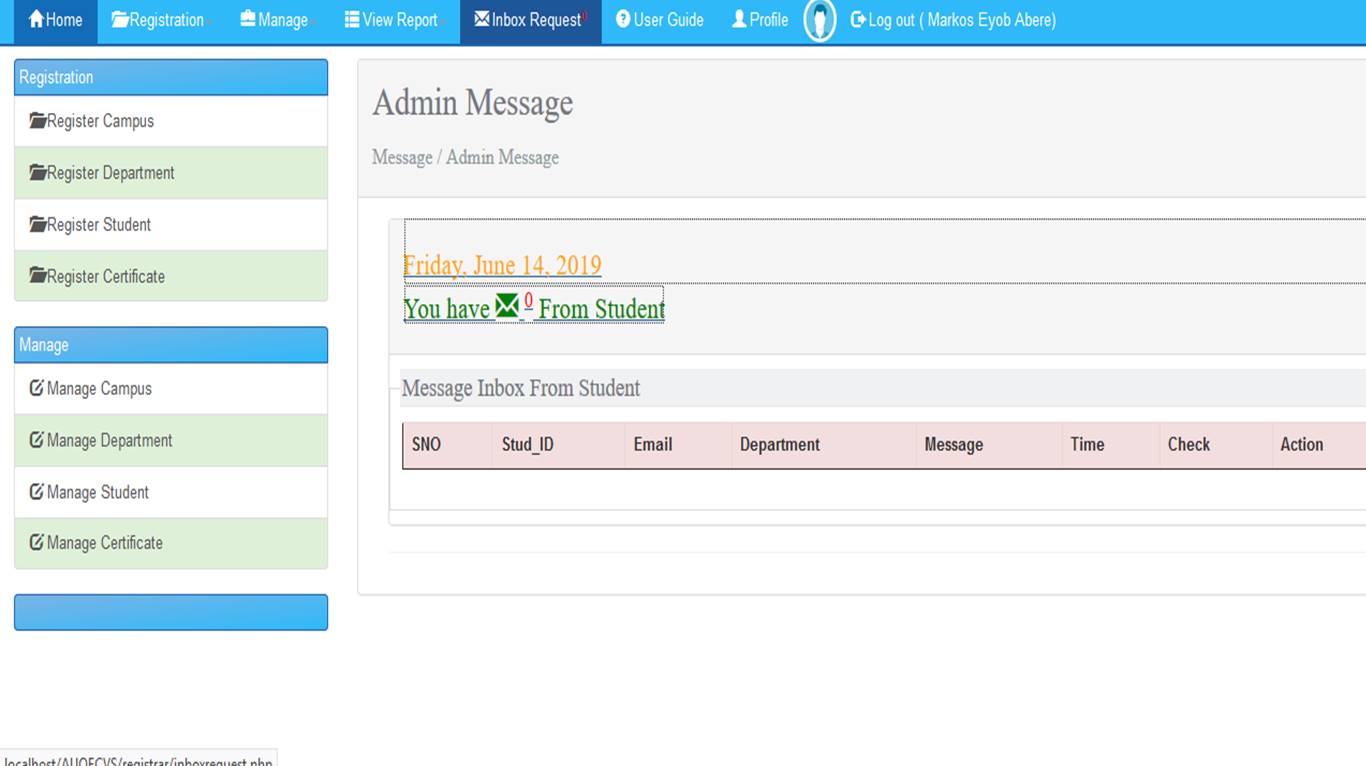 Home Registration Manage View Report Inbox Request0 User Guide Profile Log out ( Markos Eyob Abere)
Registration
Register Campus
Register Department
Register Student
Register Certificate
Manage
Manage Campus
Manage Department
Manage Student
Manage Certificate
Admin Message
Message / Admin Message
Friday, June 14, 2019
You have 0 From Student
Message Inbox From Student
SNO Stud_ID Email Department Message Time Check Action
localhost/AUOECVS/registrar/inboxrequest.php